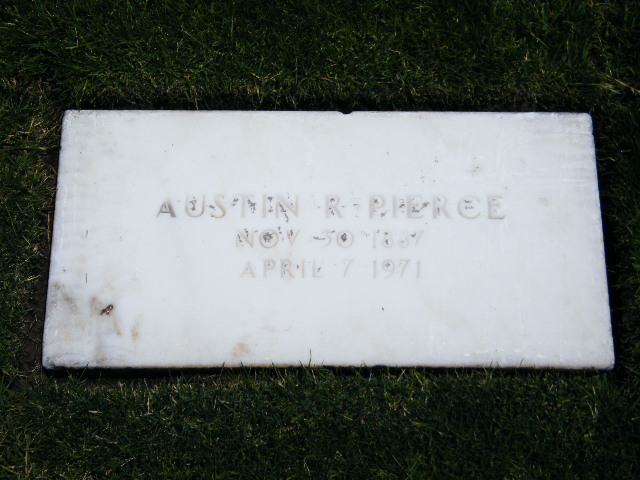 AUSTIN R PIERCE
NOV 30 1887
APRIL 7 1971